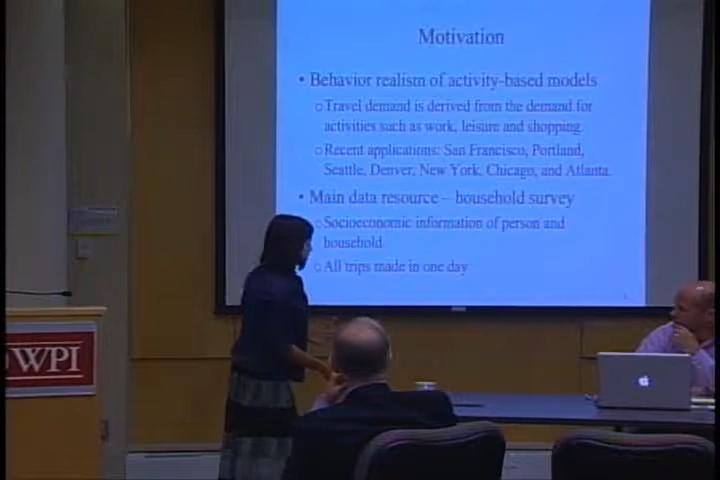 Motivation
• Behavior realism of activity-based models
○ Travel demand is derived from the demand for
activities such as work, leisure and shopping.
○ Recent applications: San Francisco, Portland,
Seattle, Denver, New York, Chicago, and Atlanta.
• Main data resource – household survey
○ Socioeconomic information of person and
household
○ All trips made in one day
WPI